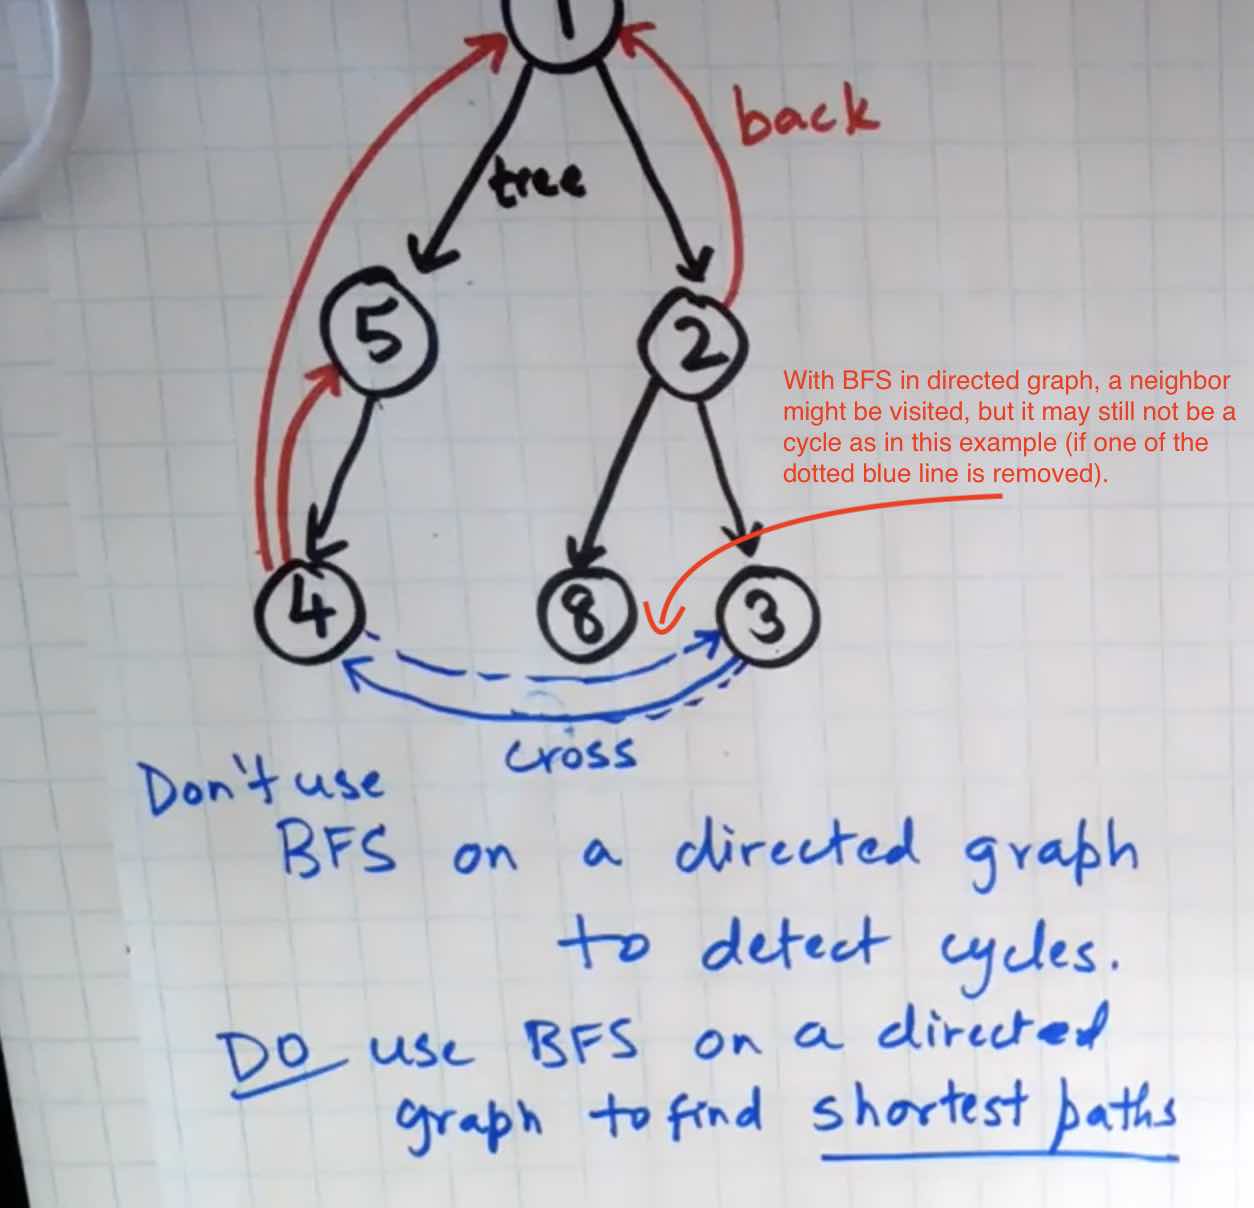 1
back
tree
5
2
With BFS in directed graph, a neighbor
might be visited, but it may still not be a
cycle as in this example (if one of the
dotted blue line is removed).
4
8
3
cross
Don't use
BFS on a directed graph
to detect cycles.
DO use BFS on a directed
graph to find shortest paths